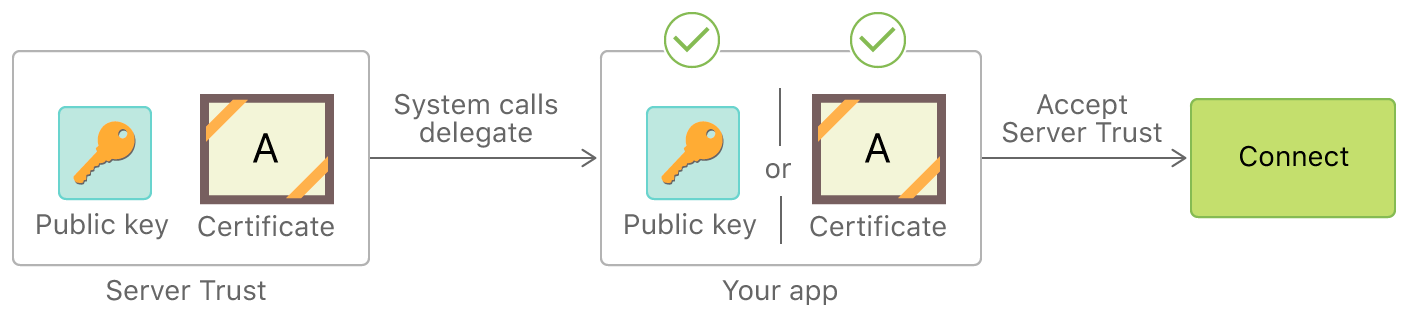 A
Public key
Certificate
Server Trust
System calls
delegate
or
A
Public key
Certificate
Your app
Accept
Server Trust
Connect